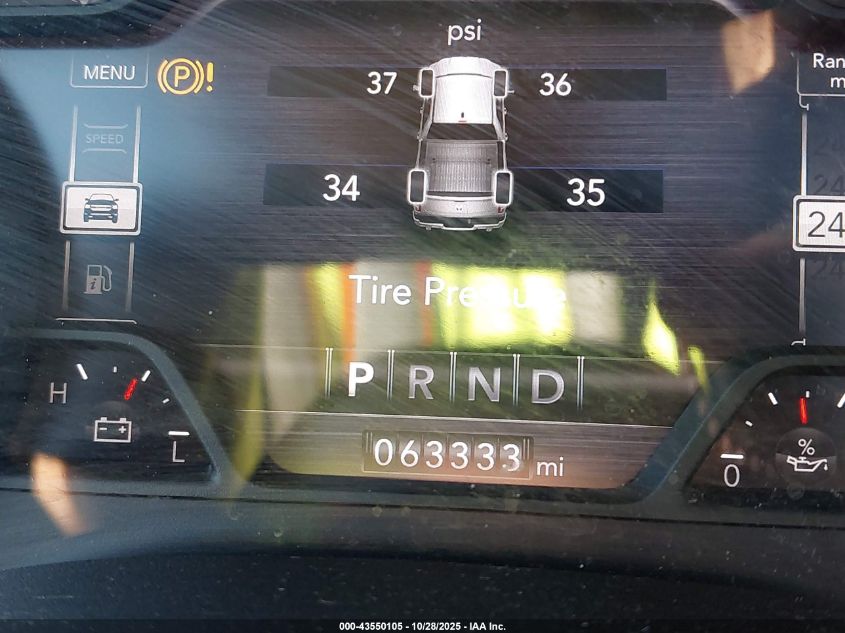 psi
MENU
P !
Ran
m
37 36
SPEED
34 35
24
Tire Pressure
P R N D
H
L
063333 mi
%
0
000-43550105 - 10/28/2025 - IAA Inc.